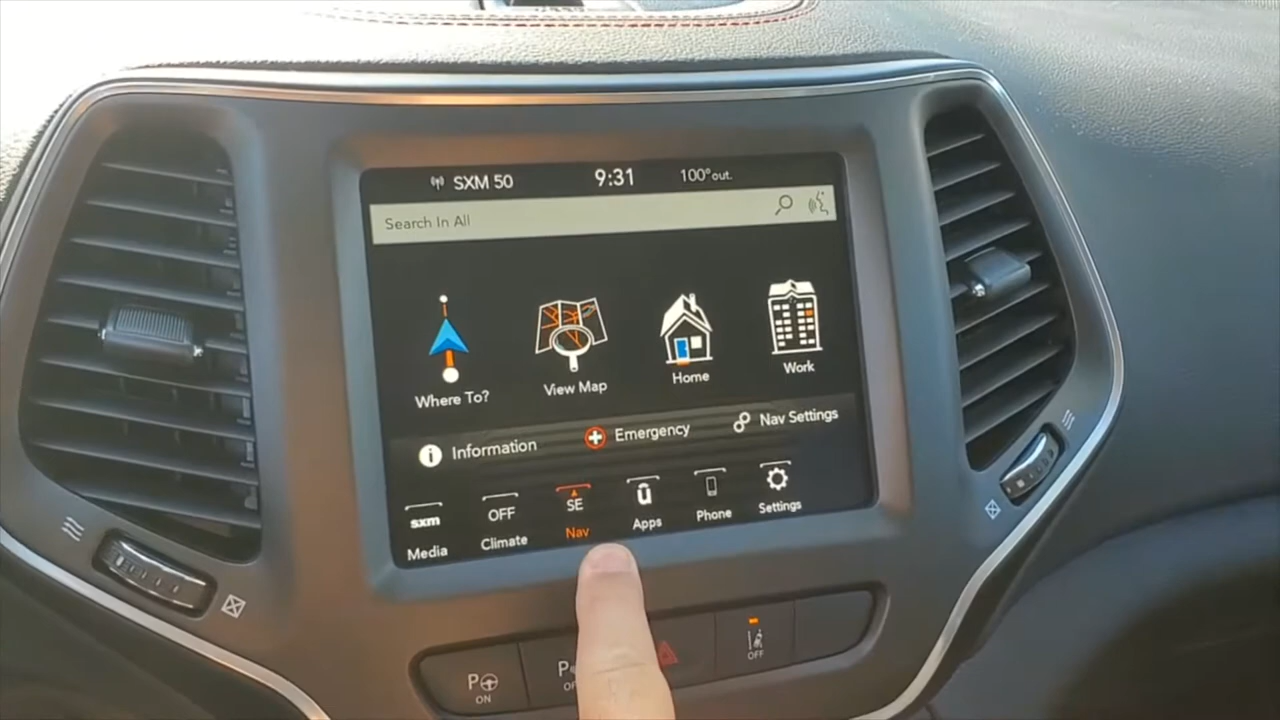 SXM 50 9:31 100° out.
Search In All
Where To? View Map Home Work
Information Emergency Nav Settings
sxm OFF SE
Media Climate Nav Apps Phone Settings
P ON P OFF